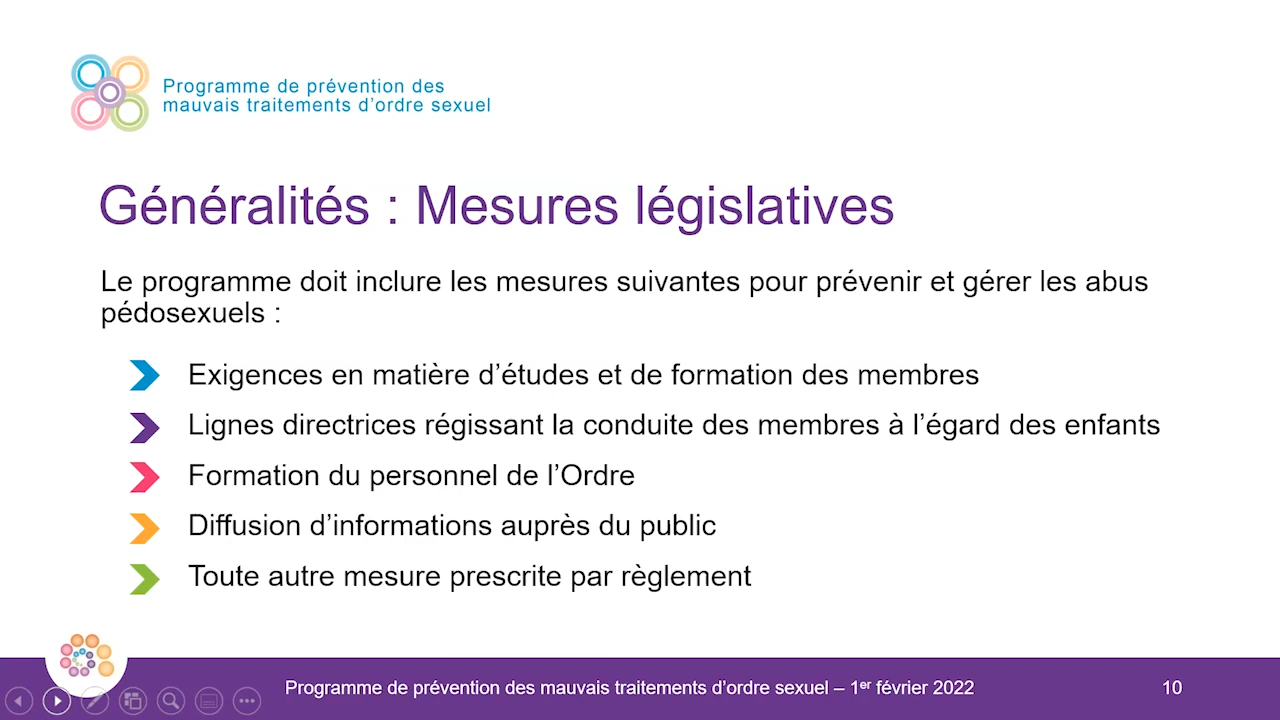 Programme de prévention des
mauvais traitements d'ordre sexuel
Généralités : Mesures législatives
Le programme doit inclure les mesures suivantes pour prévenir et gérer les abus
pédosexuels :
Exigences en matière d'études et de formation des membres
Lignes directrices régissant la conduite des membres à l'égard des enfants
Formation du personnel de l'Ordre
Diffusion d'informations auprès du public
Toute autre mesure prescrite par règlement
Programme de prévention des mauvais traitements d'ordre sexuel – 1er février 2022
10